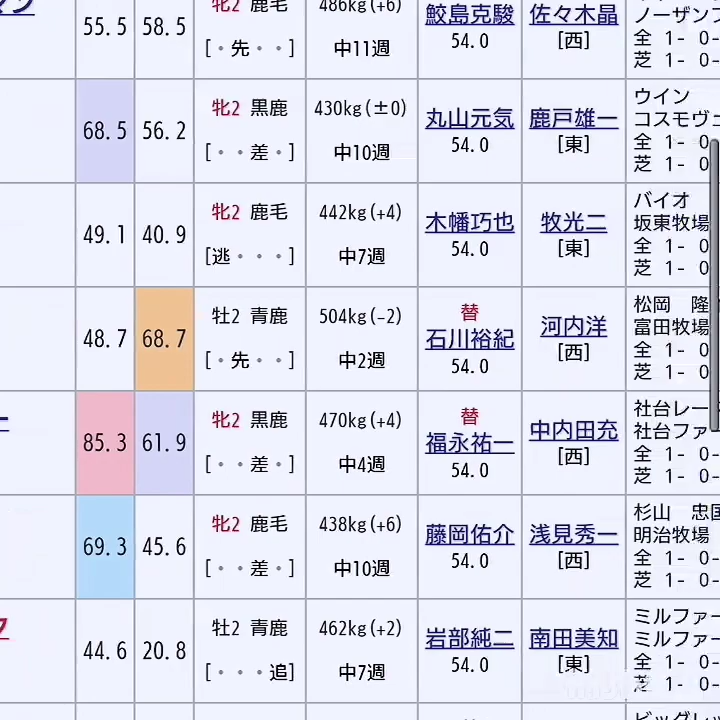 牝2 鹿毛 486kg(+6)
55.5 58.5 [・先・・] 中11週 鮫島克駿 54.0 佐々木晶 [西] ノーザンフ 全 1- 0- 芝 1- 0-
68.5 56.2 牝2 黒鹿 [・・差・] 430kg(±0) 中10週 丸山元気 54.0 鹿戸雄一 [東] ウイン コスモヴュ 全 1- 0 芝 1- 0
49.1 40.9 牝2 鹿毛 [逃・・・] 442kg(+4) 中7週 木幡巧也 54.0 牧光二 [東] バイオ 坂東牧場 全 1- 0 芝 1- 0
48.7 68.7 牡2 青鹿 [・先・・] 504kg(-2) 中2週 替 石川裕紀 54.0 河内洋 [西] 松岡 隆 富田牧場 全 1- 0 芝 1- 0
85.3 61.9 牝2 黒鹿 [・・差・] 470kg(+4) 中4週 替 福永祐一 54.0 中内田充 [西] 社台レー 社台ファ 全 1- 0- 芝 1- 0-
69.3 45.6 牝2 鹿毛 [・・差・] 438kg(+6) 中10週 藤岡佑介 54.0 浅見秀一 [西] 杉山 忠国 明治牧場 全 1- 0- 芝 1- 0-
44.6 20.8 牡2 青鹿 [・・・追] 462kg(+2) 中7週 岩部純二 54.0 南田美知 [東] ミルファー ミルファー 全 1- 0- 芝 1- 0-
ビッグレッ